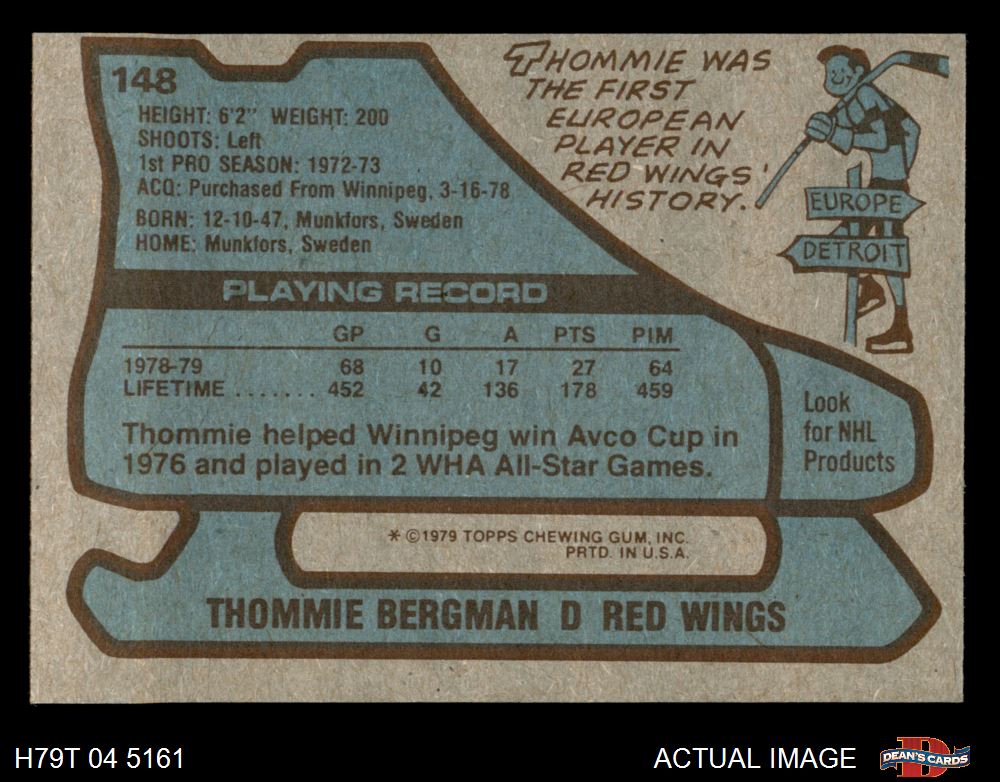 148
HEIGHT: 6'2" WEIGHT: 200
SHOOTS: Left
1st PRO SEASON: 1972-73
ACQ: Purchased From Winnipeg, 3-16-78
BORN: 12-10-47, Munkfors, Sweden
HOME: Munkfors, Sweden
THOMMIE WAS
THE FIRST
EUROPEAN
PLAYER IN
RED WINGS'
HISTORY.
EUROPE
DETROIT
PLAYING RECORD
GP G A PTS PIM
1978-79 68 10 17 27 64
LIFETIME ....... 452 42 136 178 459
Thommie helped Winnipeg win Avco Cup in
1976 and played in 2 WHA All-Star Games.
Look
for NHL
Products
* ©1979 TOPPS CHEWING GUM, INC.
PRTD. IN U.S.A.
THOMMIE BERGMAN D RED WINGS
H79T 04 5161
ACTUAL IMAGE
D
DEAN'S CARDS